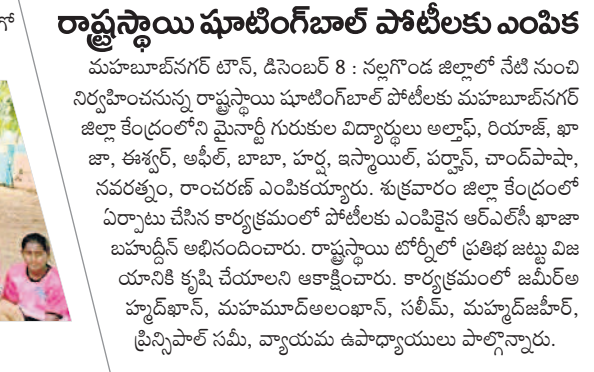 గో
రాష్ట్రస్థాయి షూటింగ్‌బాల్ పోటీలకు ఎంపిక
మహబూబ్‌నగర్ టౌన్, డిసెంబర్ 8 : నల్లగొండ జిల్లాలో నేటి నుంచి
నిర్వహించనున్న రాష్ట్రస్థాయి షూటింగ్‌బాల్ పోటీలకు మహబూబ్‌నగర్
జిల్లా కేంద్రంలోని మైనార్టీ గురుకుల విద్యార్థులు అల్తాఫ్, రియాజ్, ఖా
జా, ఈశ్వర్, అఫీల్, బాబా, హర్ష, ఇస్మాయిల్, పర్హాన్, చాంద్‌పాషా,
నవరత్నం, రాంచరణ్ ఎంపికయ్యారు. శుక్రవారం జిల్లా కేంద్రంలో
ఏర్పాటు చేసిన కార్యక్రమంలో పోటీలకు ఎంపికైన ఆర్‌ఎల్‌సీ ఖాజా
బహుద్దీన్ అభినందించారు. రాష్ట్రస్థాయి టోర్నీలో ప్రతిభ జట్టు విజ
యానికి కృషి చేయాలని ఆకాక్షించారు. కార్యక్రమంలో జమీర్‌అ
హ్మద్‌ఖాన్, మహమూద్‌అలంఖాన్, సలీమ్, మహ్మద్‌జహీర్,
ప్రిన్సిపాల్ సమీ, వ్యాయమ ఉపాధ్యాయులు పాల్గొన్నారు.